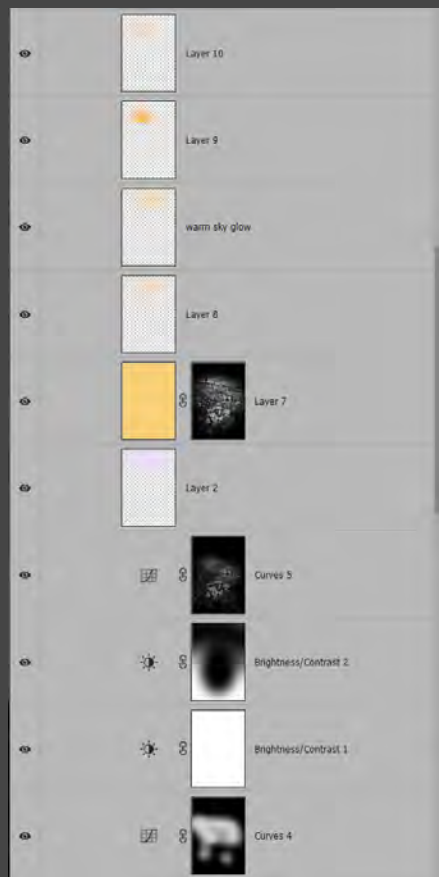 Layer 10
Layer 9
warm sky glow
Layer 8
Layer 7
Layer 2
Curves 5
Brightness/Contrast 2
Brightness/Contrast 1
Curves 4